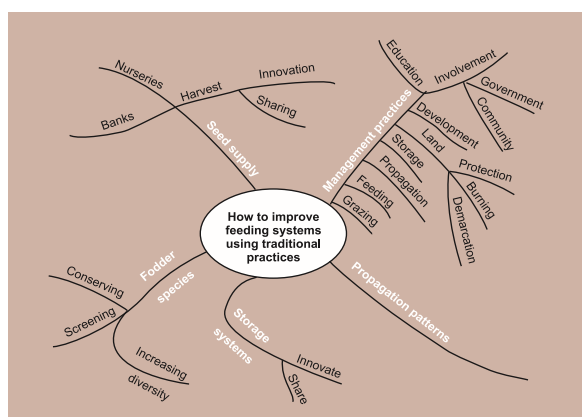 Nurseries
Banks
Harvest
Innovation
Sharing
Seed supply
Education
Involvement
Government
Community
Management practices
Development
Land
Protection
Burning
Demarcation
Storage
Propagation
Feeding
Grazing
How to improve
feeding systems
using traditional
practices
Fodder
species
Conserving
Screening
Increasing
diversity
Storage
systems
Innovate
Share
Propagation patterns